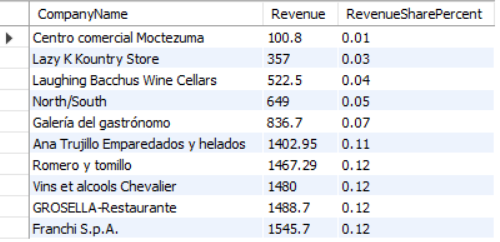 CompanyName Revenue RevenueSharePercent
Centro comercial Moctezuma 100.8 0.01
Lazy K Kountry Store 357 0.03
Laughing Bacchus Wine Cellars 522.5 0.04
North/South 649 0.05
Galería del gastrónomo 836.7 0.07
Ana Trujillo Emparedados y helados 1402.95 0.11
Romero y tomillo 1467.29 0.12
Vins et alcools Chevalier 1480 0.12
GROSELLA-Restaurante 1488.7 0.12
Franchi S.p.A. 1545.7 0.12